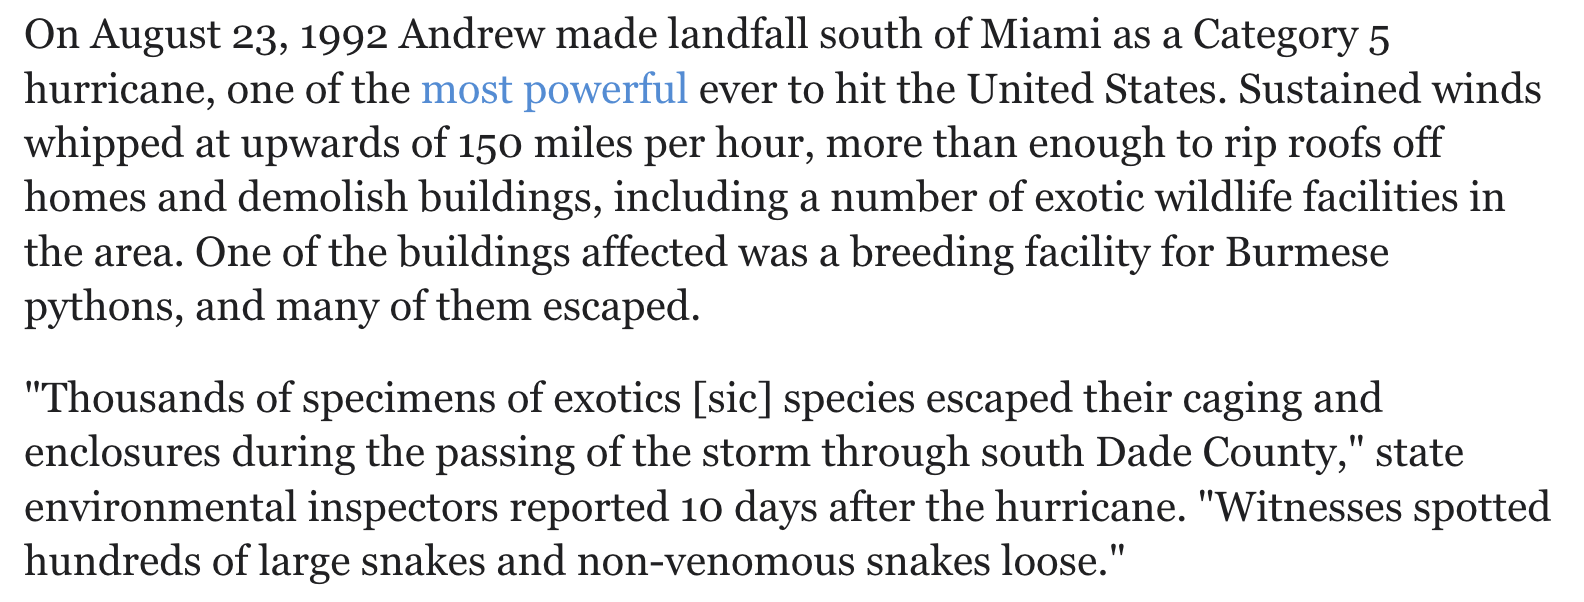 On August 23, 1992 Andrew made landfall south of Miami as a Category 5
hurricane, one of the most powerful ever to hit the United States. Sustained winds
whipped at upwards of 150 miles per hour, more than enough to rip roofs off
homes and demolish buildings, including a number of exotic wildlife facilities in
the area. One of the buildings affected was a breeding facility for Burmese
pythons, and many of them escaped.
"Thousands of specimens of exotics [sic] species escaped their caging and
enclosures during the passing of the storm through south Dade County," state
environmental inspectors reported 10 days after the hurricane. "Witnesses spotted
hundreds of large snakes and non-venomous snakes loose."